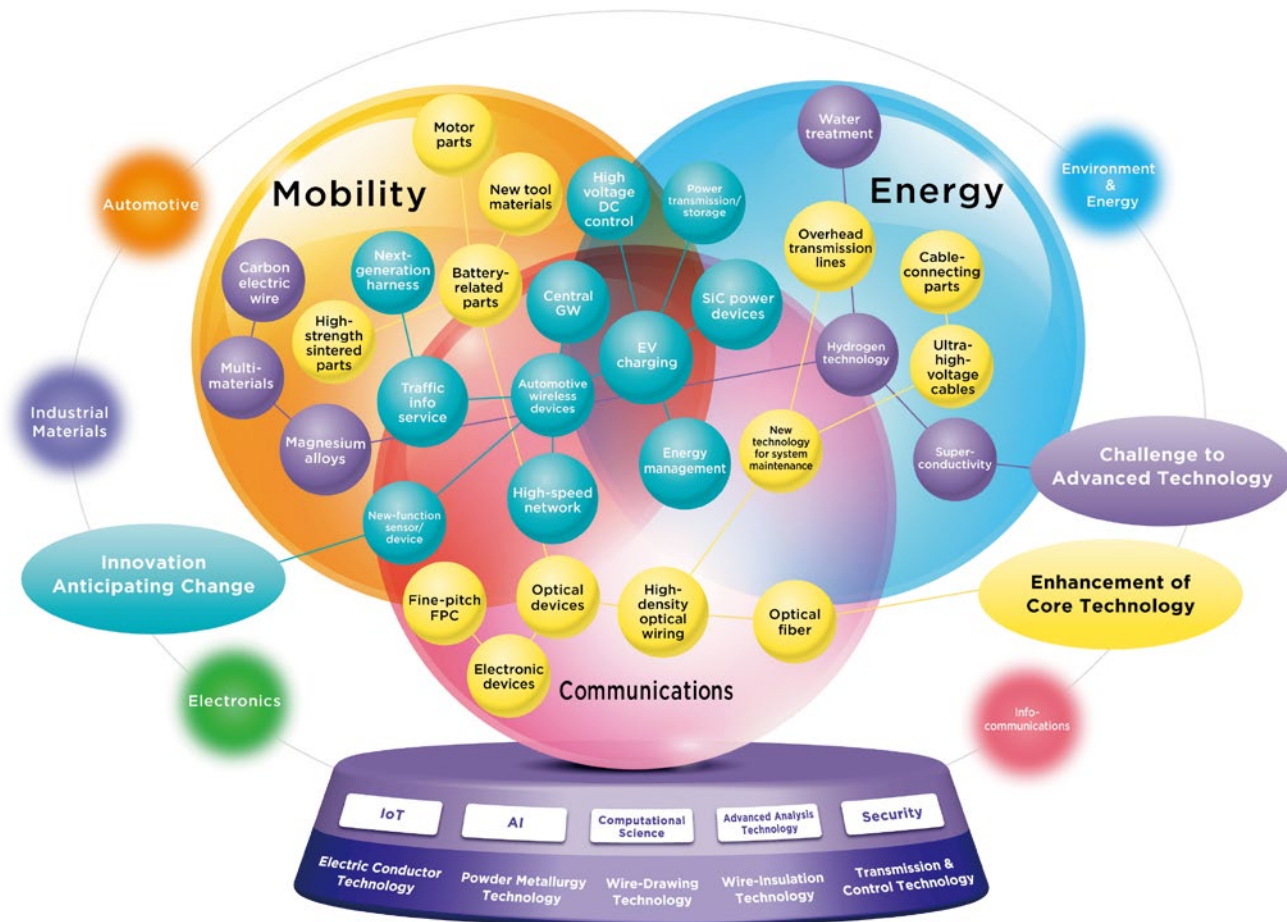 Mobility
Energy
Communications
Automotive
Environment
&
Energy
Industrial
Materials
Electronics
Info-
communications
Motor
parts
New tool
materials
High
voltage
DC
control
Power
transmission/
storage
Water
treatment
Overhead
transmission
lines
Cable-
connecting
parts
Carbon
electric
wire
Next-
generation
harness
Battery-
related
parts
Central
GW
SiC power
devices
High-
strength
sintered
parts
EV
charging
Hydrogen
technology
Ultra-
high-
voltage
cables
Multi-
materials
Traffic
info
service
Automotive
wireless
devices
Magnesium
alloys
Energy
management
New
technology
for system
maintenance
Super-
conductivity
Challenge to
Advanced Technology
High-speed
network
New-function
sensor/
device
Innovation
Anticipating Change
Fine-pitch
FPC
Optical
devices
High-
density
optical
wiring
Optical
fiber
Enhancement of
Core Technology
Electronic
devices
IoT
AI
Computational
Science
Advanced Analysis
Technology
Security
Electric Conductor
Technology
Powder Metallurgy
Technology
Wire-Drawing
Technology
Wire-Insulation
Technology
Transmission &
Control Technology